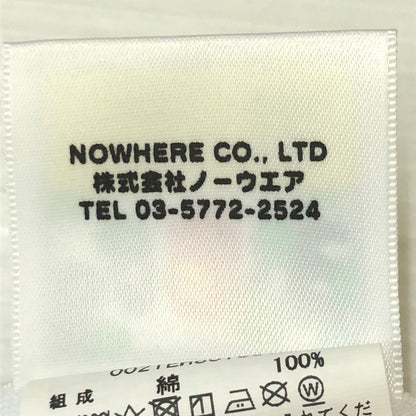 NOWHERE CO., LTD
株式会社ノーウエア
TEL 03-5772-2524
100%
組成 綿